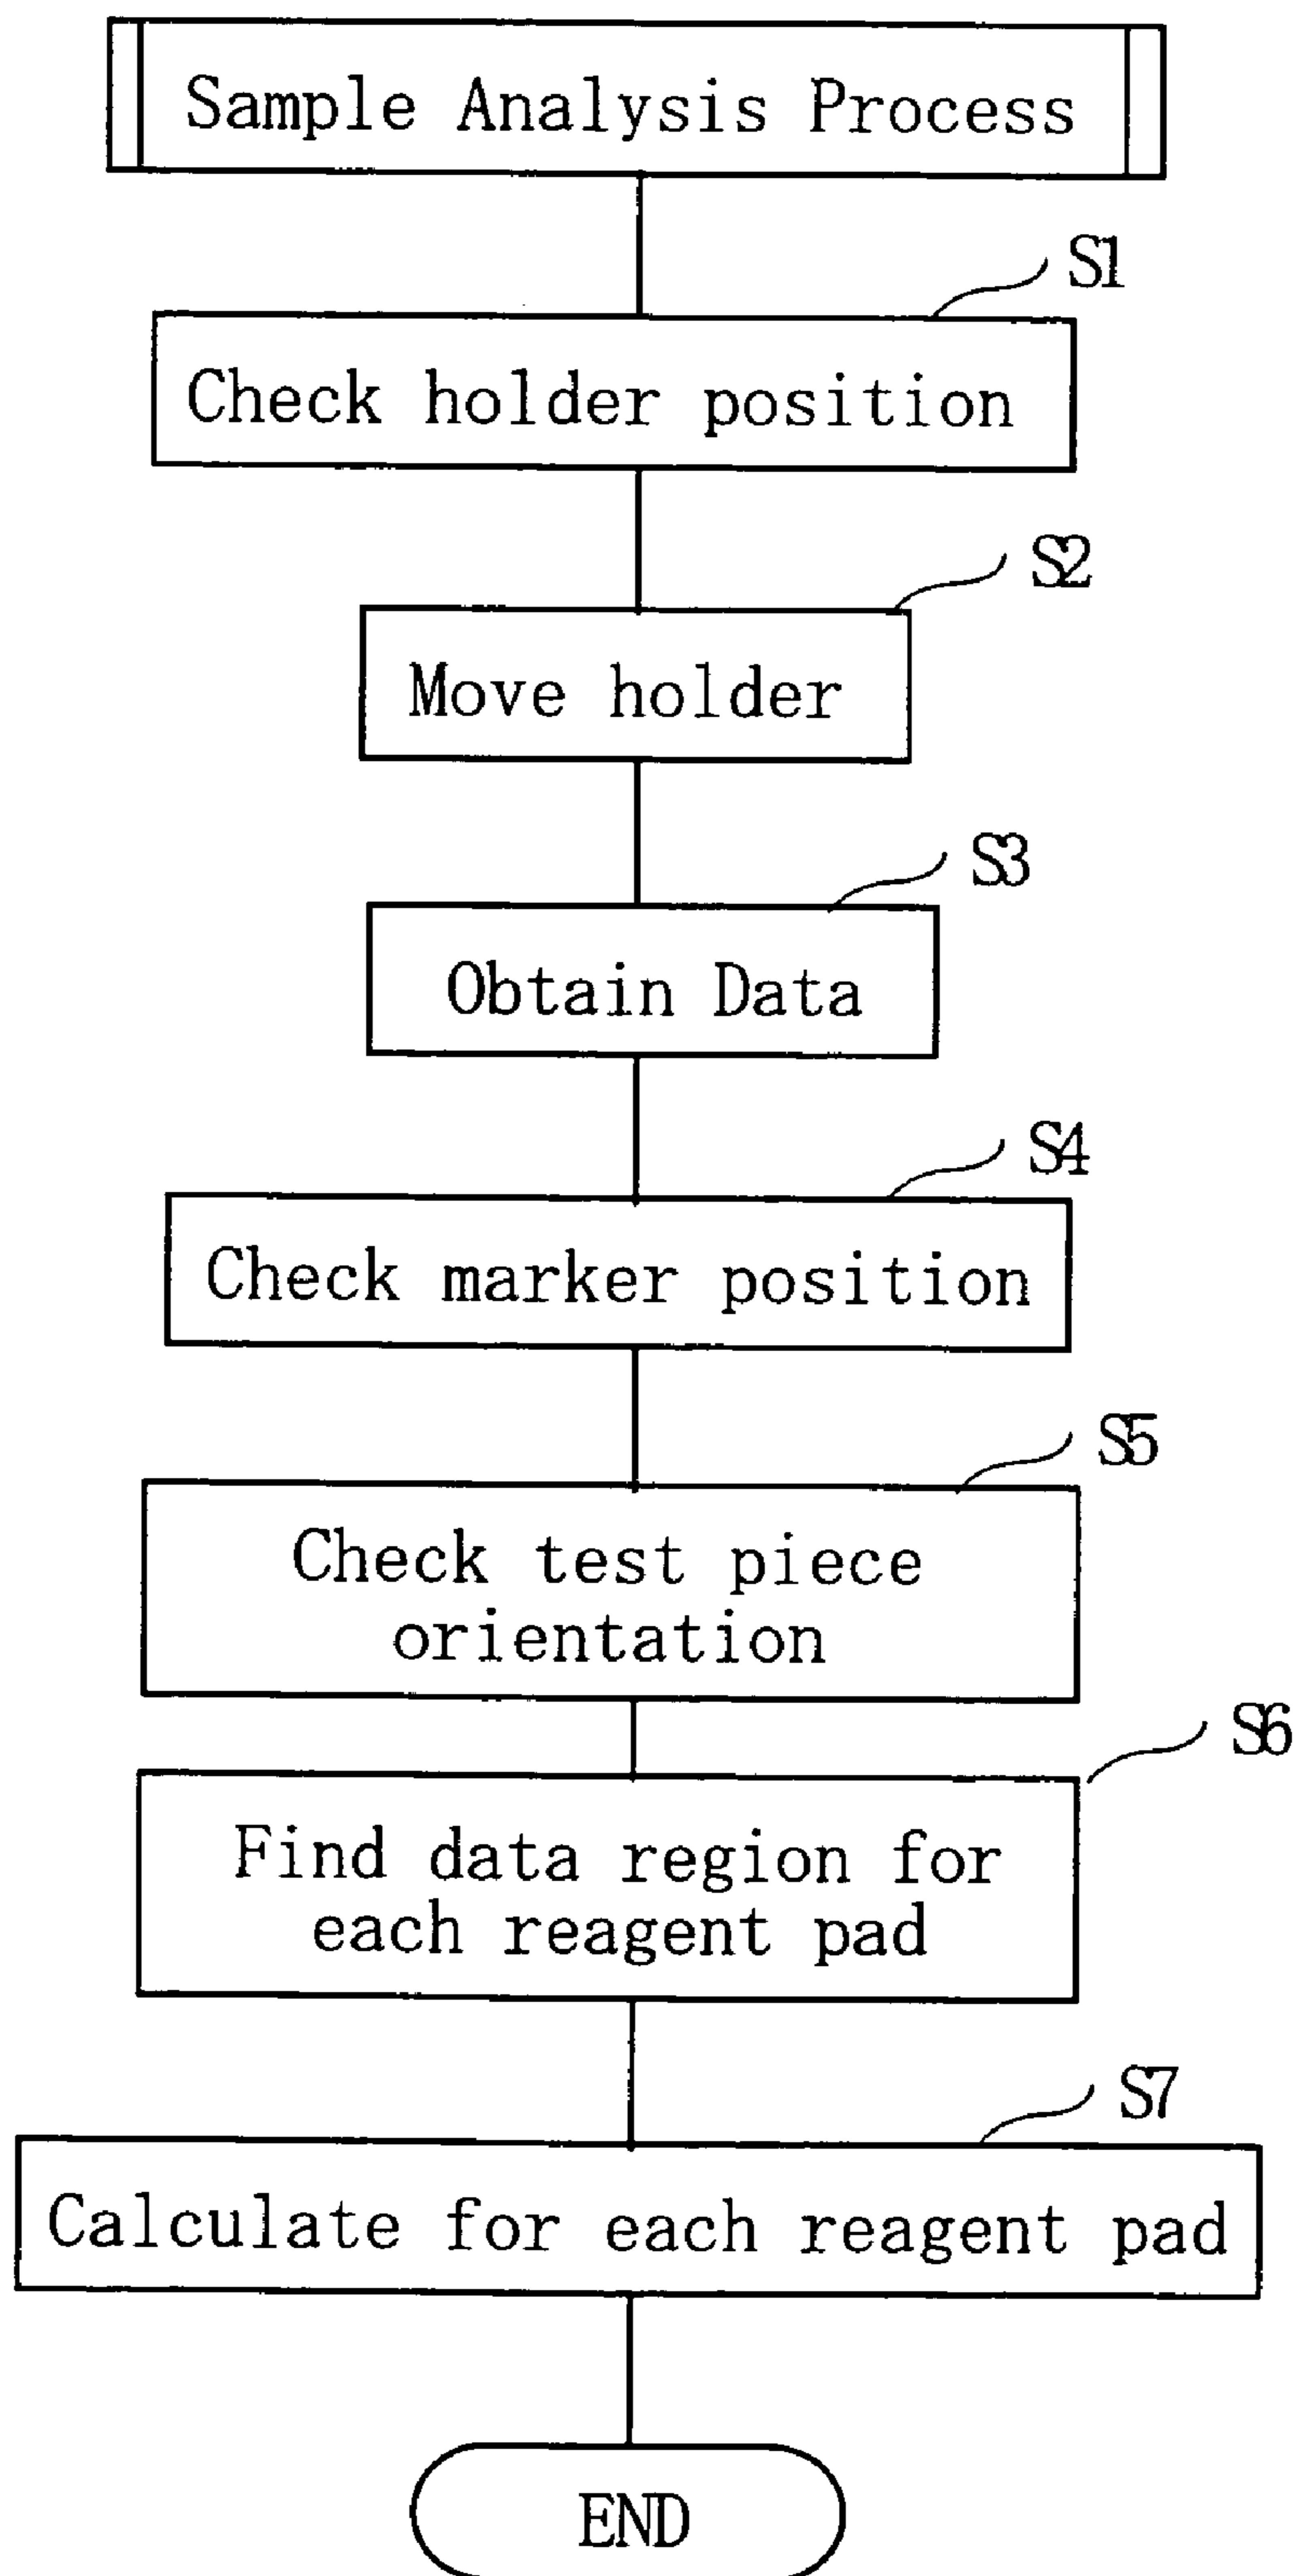 Sample Analysis Process
S1
Check holder position
S2
Move holder
S3
Obtain Data
S4
Check marker position
S5
Check test piece
orientation
S6
Find data region for
each reagent pad
S7
Calculate for each reagent pad
END